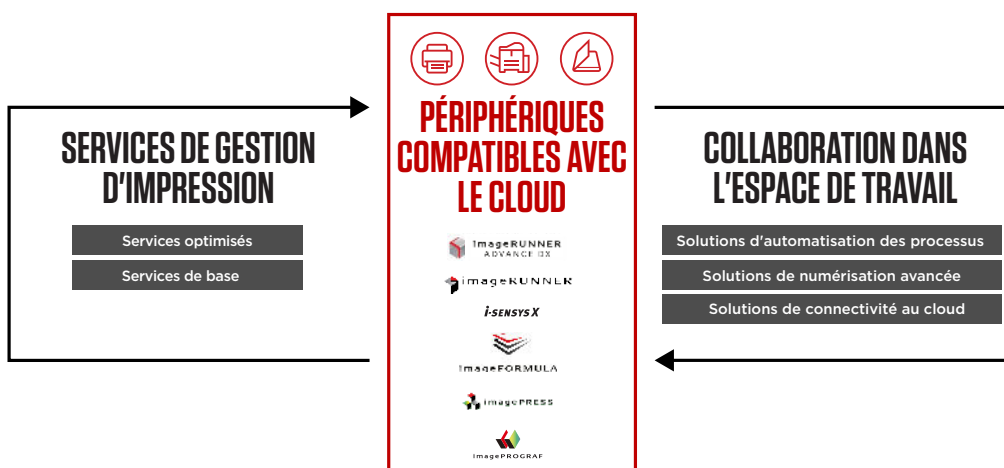 SERVICES DE GESTION
D'IMPRESSION
Services optimisés
Services de base
PÉRIPHÉRIQUES
COMPATIBLES AVEC
LE CLOUD
imageRUNNER
ADVANCE DX
imageRUNNER
i-SENSYS X
imageFORMULA
imagePRESS
imagePROGRAF
COLLABORATION DANS
L'ESPACE DE TRAVAIL
Solutions d'automatisation des processus
Solutions de numérisation avancée
Solutions de connectivité au cloud